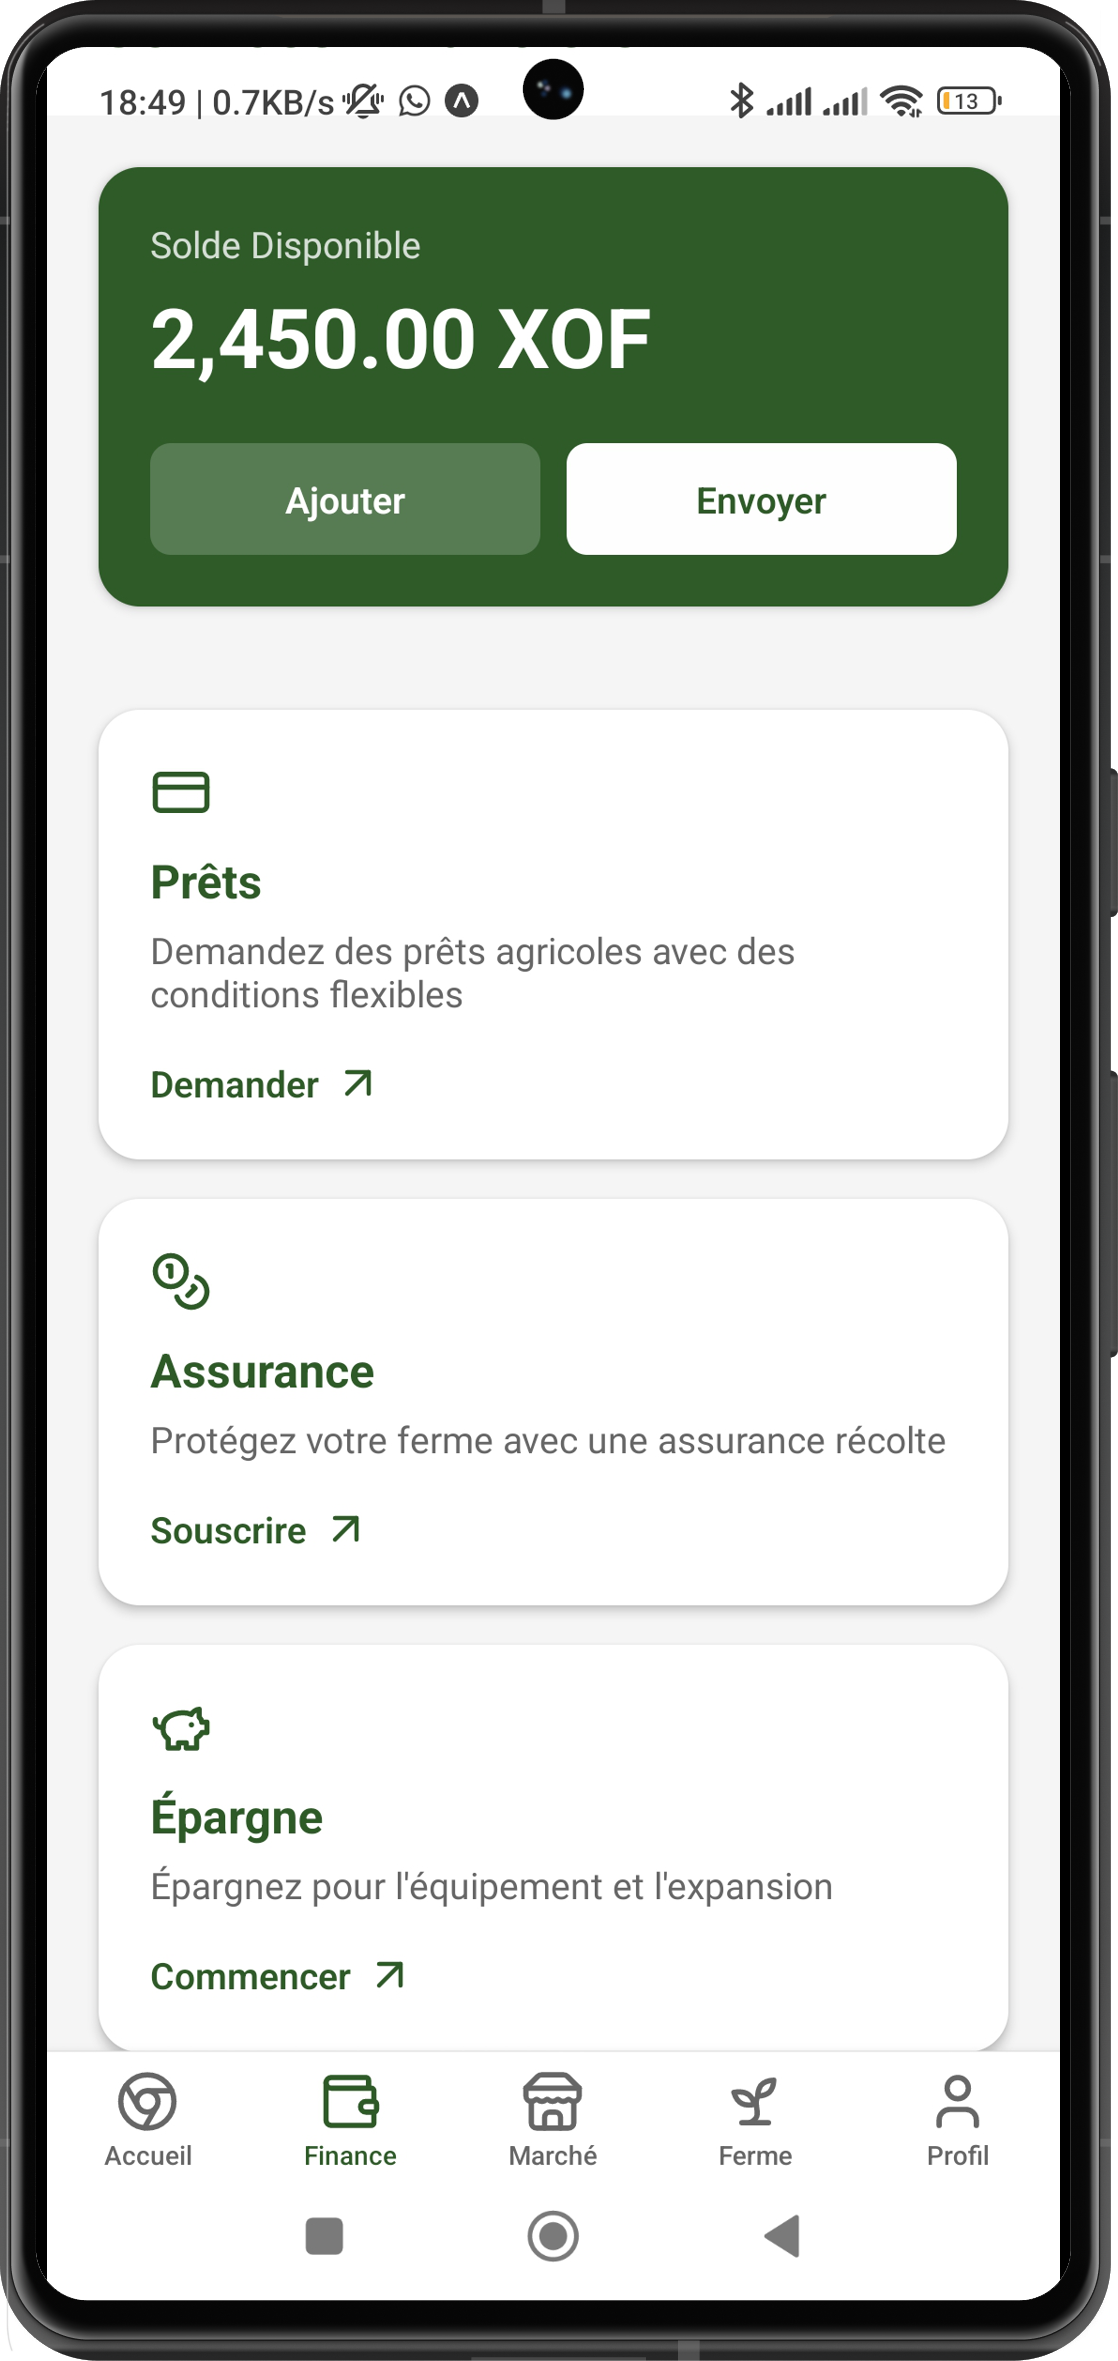 18:49 | 0.7KB/s
13
Solde Disponible
2,450.00 XOF
Ajouter
Envoyer
Prêts
Demandez des prêts agricoles avec des
conditions flexibles
Demander
Assurance
Protégez votre ferme avec une assurance récolte
Souscrire
Épargne
Épargnez pour l'équipement et l'expansion
Commencer
Accueil
Finance
Marché
Ferme
Profil